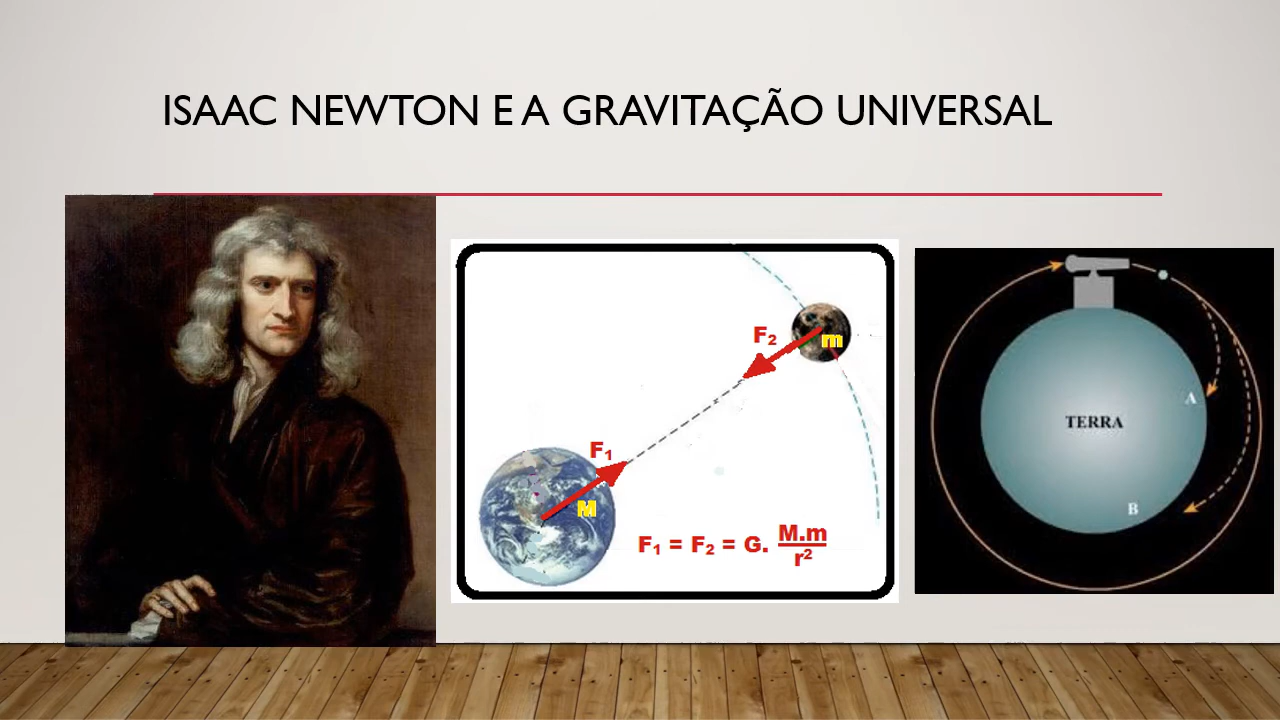 ISAAC NEWTON E A GRAVITAÇÃO UNIVERSAL
F₂
m
F₁
M
F₁ = F₂ = G. M.m
r²
A
TERRA
B